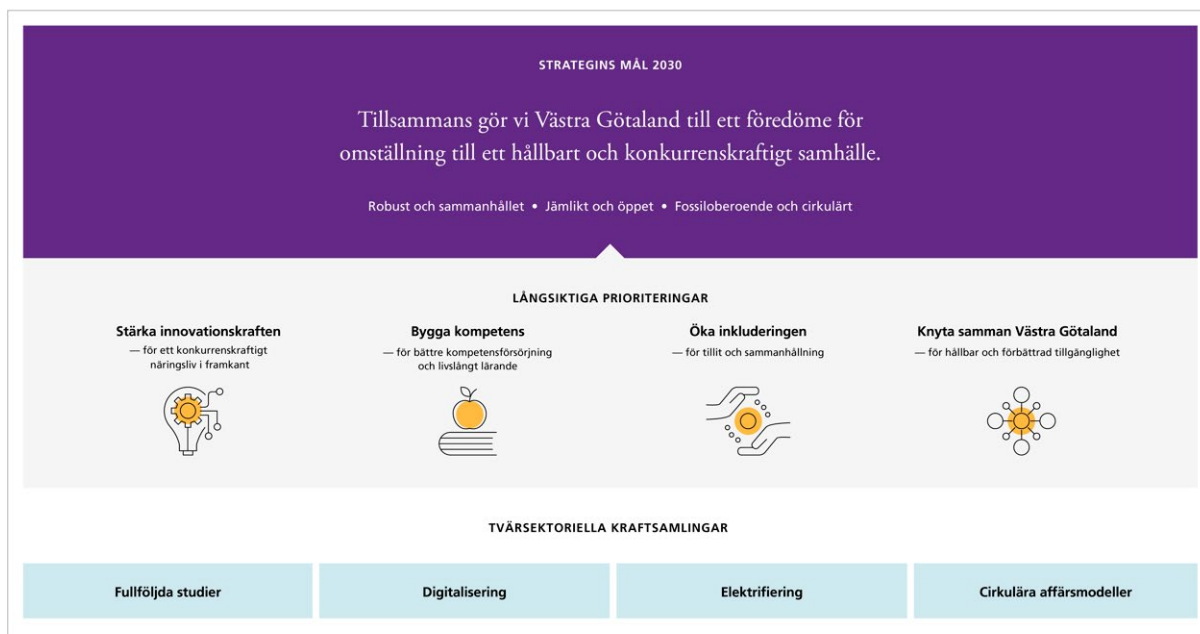 STRATEGINS MÅL 2030
Tillsammans gör vi Västra Götaland till ett föredöme för
omställning till ett hållbart och konkurrenskraftigt samhälle.
Robust och sammanhållet • Jämlikt och öppet • Fossiloberoende och cirkulärt
LÅNGSIKTIGA PRIORITERINGAR
Stärka innovationskraften
— för ett konkurrenskraftigt
näringsliv i framkant
Bygga kompetens
— för bättre kompetensförsörjning
och livslångt lärande
Öka inkluderingen
— för tillit och sammanhållning
Knyta samman Västra Götaland
— för hållbar och förbättrad tillgänglighet
TVÄRSEKTORIELLA KRAFTSAMLINGAR
Fullföljda studier
Digitalisering
Elektrifiering
Cirkulära affärsmodeller